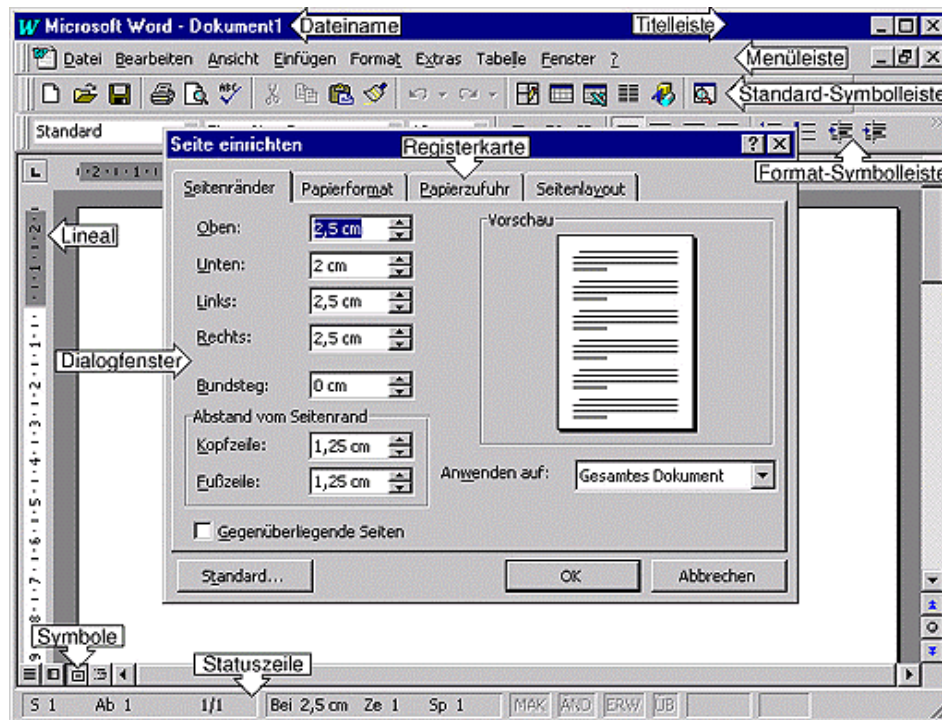 Microsoft Word - Dokument1 Dateiname Titelleiste
Datei Bearbeiten Ansicht Einfügen Format Extras Tabelle Fenster ? Menüleiste
ABC Standard-Symbolleiste
Standard
Seite einrichten Registerkarte
Format-Symbolleiste
Seitenränder Papierformat Papierzufuhr Seitenlayout
Oben: 2,5 cm Vorschau
Lineal
Unten: 2 cm
Links: 2,5 cm
Rechts: 2,5 cm
Dialogfenster
Bundsteg: 0 cm
Abstand vom Seitenrand
Kopfzeile: 1,25 cm
Anwenden auf: Gesamtes Dokument
Fußzeile: 1,25 cm
Gegenüberliegende Seiten
Standard... OK Abbrechen
Symbole
Statuszeile
S 1 Ab 1 1/1 Bei 2,5 cm Ze 1 Sp 1 MAK ÄND ERW ÜB